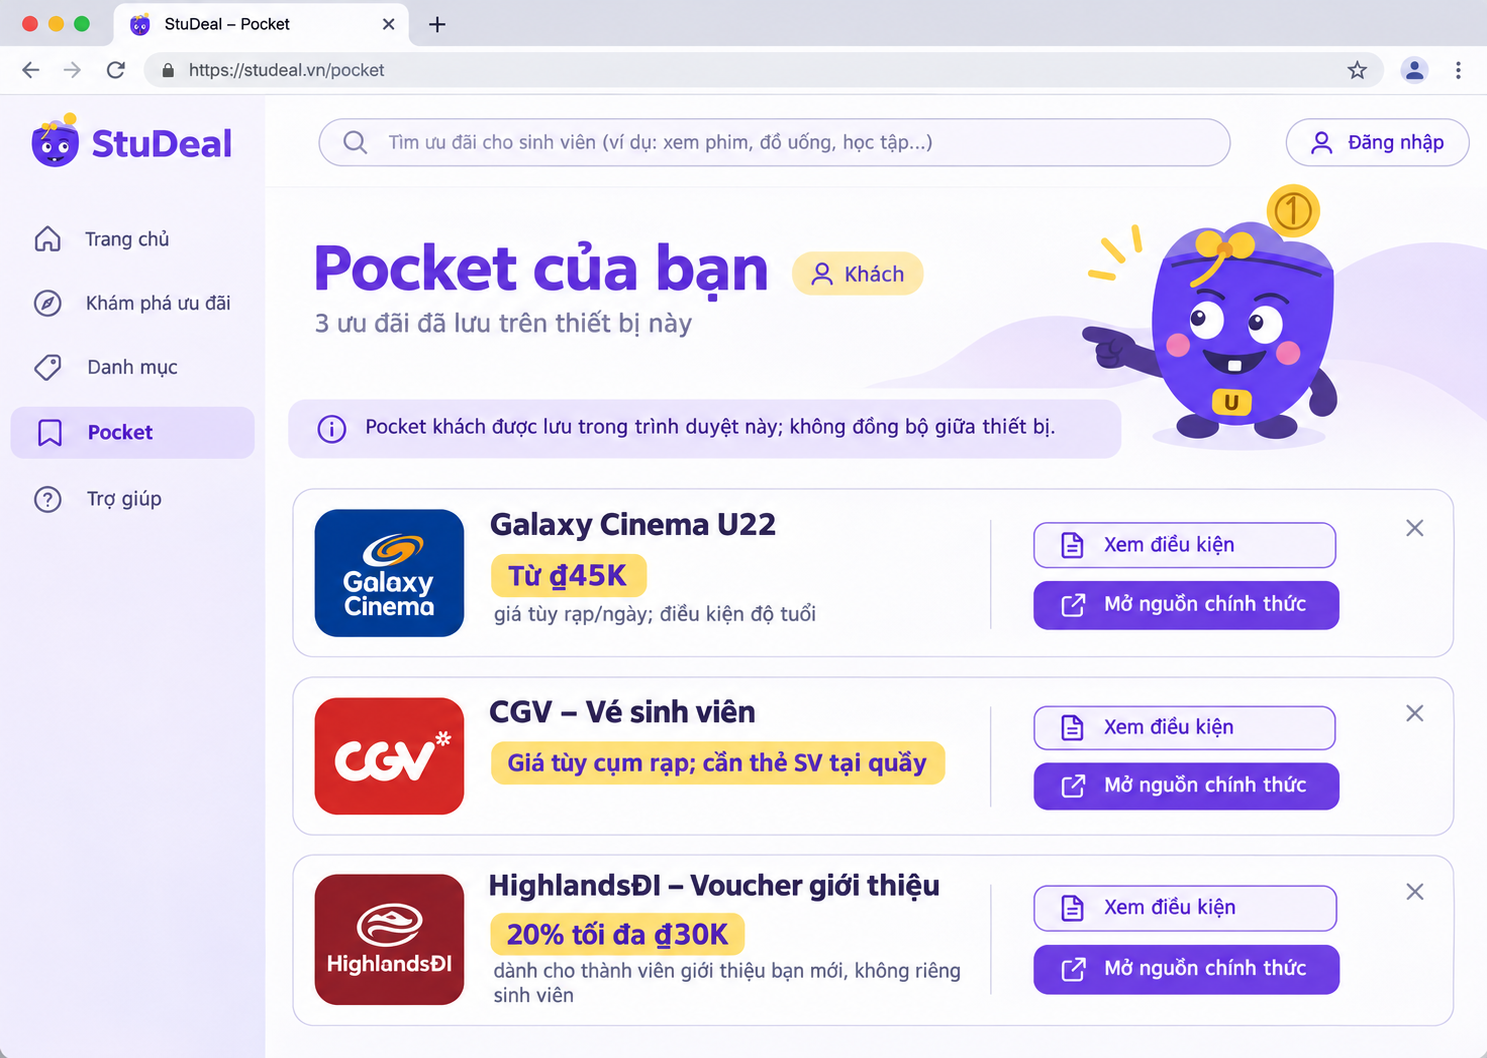 StuDeal – Pocket
https://studeal.vn/pocket
StuDeal
Tìm ưu đãi cho sinh viên (ví dụ: xem phim, đồ uống, học tập...)
Đăng nhập
Trang chủ
Khám phá ưu đãi
Danh mục
Pocket
Trợ giúp
Pocket của bạn
Khách
3 ưu đãi đã lưu trên thiết bị này
1
U
Pocket khách được lưu trong trình duyệt này; không đồng bộ giữa thiết bị.
Galaxy
Cinema
Galaxy Cinema U22
Từ ₫45K
giá tùy rạp/ngày; điều kiện độ tuổi
Xem điều kiện
Mở nguồn chính thức
CGV*
CGV – Vé sinh viên
Giá tùy cụm rạp; cần thẻ SV tại quầy
Xem điều kiện
Mở nguồn chính thức
HighlandsĐI
HighlandsĐI – Voucher giới thiệu
20% tối đa ₫30K
dành cho thành viên giới thiệu bạn mới, không riêng
sinh viên
Xem điều kiện
Mở nguồn chính thức